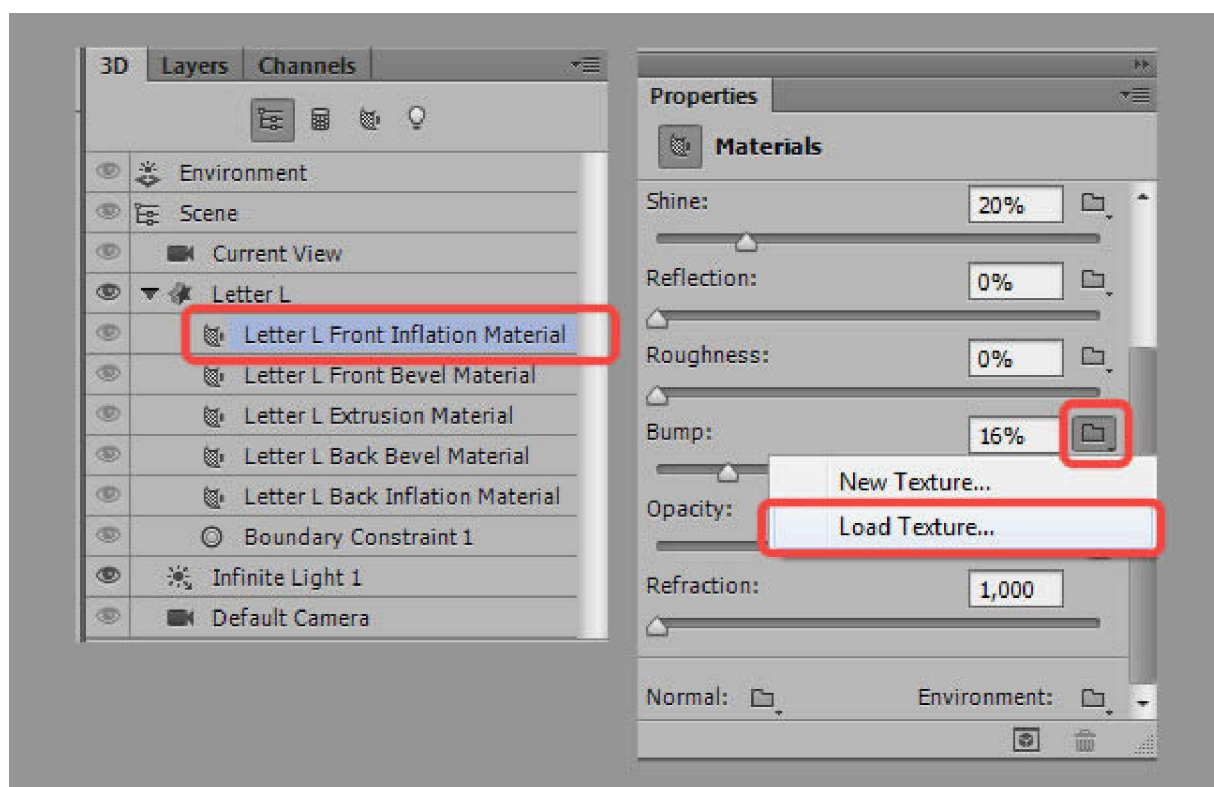 3D Layers Channels
Environment
Scene
Current View
Letter L
Letter L Front Inflation Material
Letter L Front Bevel Material
Letter L Extrusion Material
Letter L Back Bevel Material
Letter L Back Inflation Material
Boundary Constraint 1
Infinite Light 1
Default Camera
Properties
Materials
Shine: 20%
Reflection: 0%
Roughness: 0%
Bump: 16%
New Texture...
Opacity:
Load Texture...
Refraction: 1,000
Normal: Environment: